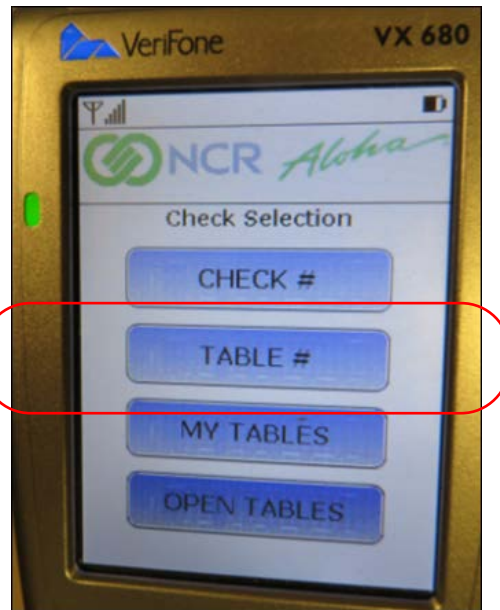 VeriFone VX 680
NCR Aloha
Check Selection
CHECK #
TABLE #
MY TABLES
OPEN TABLES